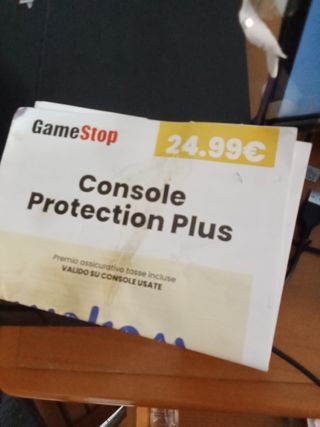 GameStop
24.99€
Console
Protection Plus
Premio assicurativo tasse incluse
VALIDO SU CONSOLE USATE